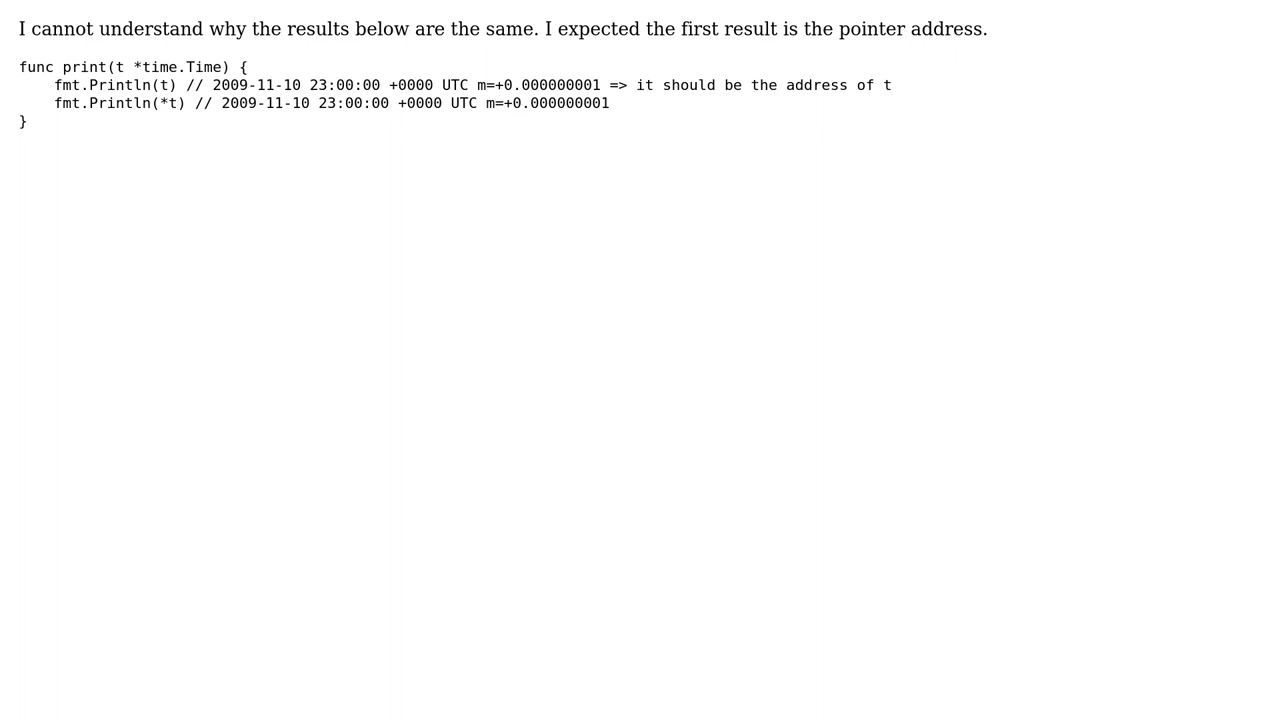 I cannot understand why the results below are the same. I expected the first result is the pointer address.
func print(t *time.Time) {
    fmt.Println(t) // 2009-11-10 23:00:00 +0000 UTC m=+0.000000001 => it should be the address of t
    fmt.Println(*t) // 2009-11-10 23:00:00 +0000 UTC m=+0.000000001
}